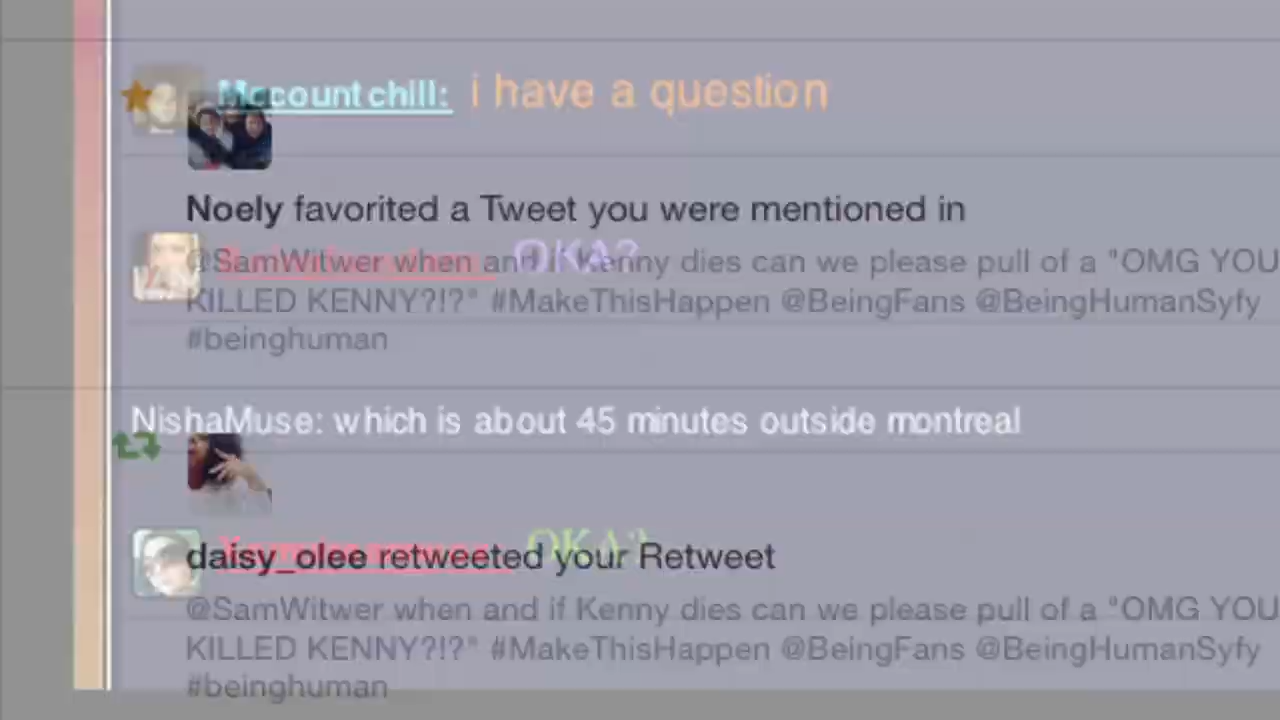 i have a question
Noely favorited a Tweet you were mentioned in
OKA?
@SamWitwer when and if Kenny dies can we please pull of a "OMG YOU
KILLED KENNY?!?" #MakeThisHappen @BeingFans @BeingHumanSyfy
#beinghuman
NishaMuse: which is about 45 minutes outside montreal
OKA?
daisy_olee retweeted your Retweet
@SamWitwer when and if Kenny dies can we please pull of a "OMG YOU
KILLED KENNY?!?" #MakeThisHappen @BeingFans @BeingHumanSyfy
#beinghuman